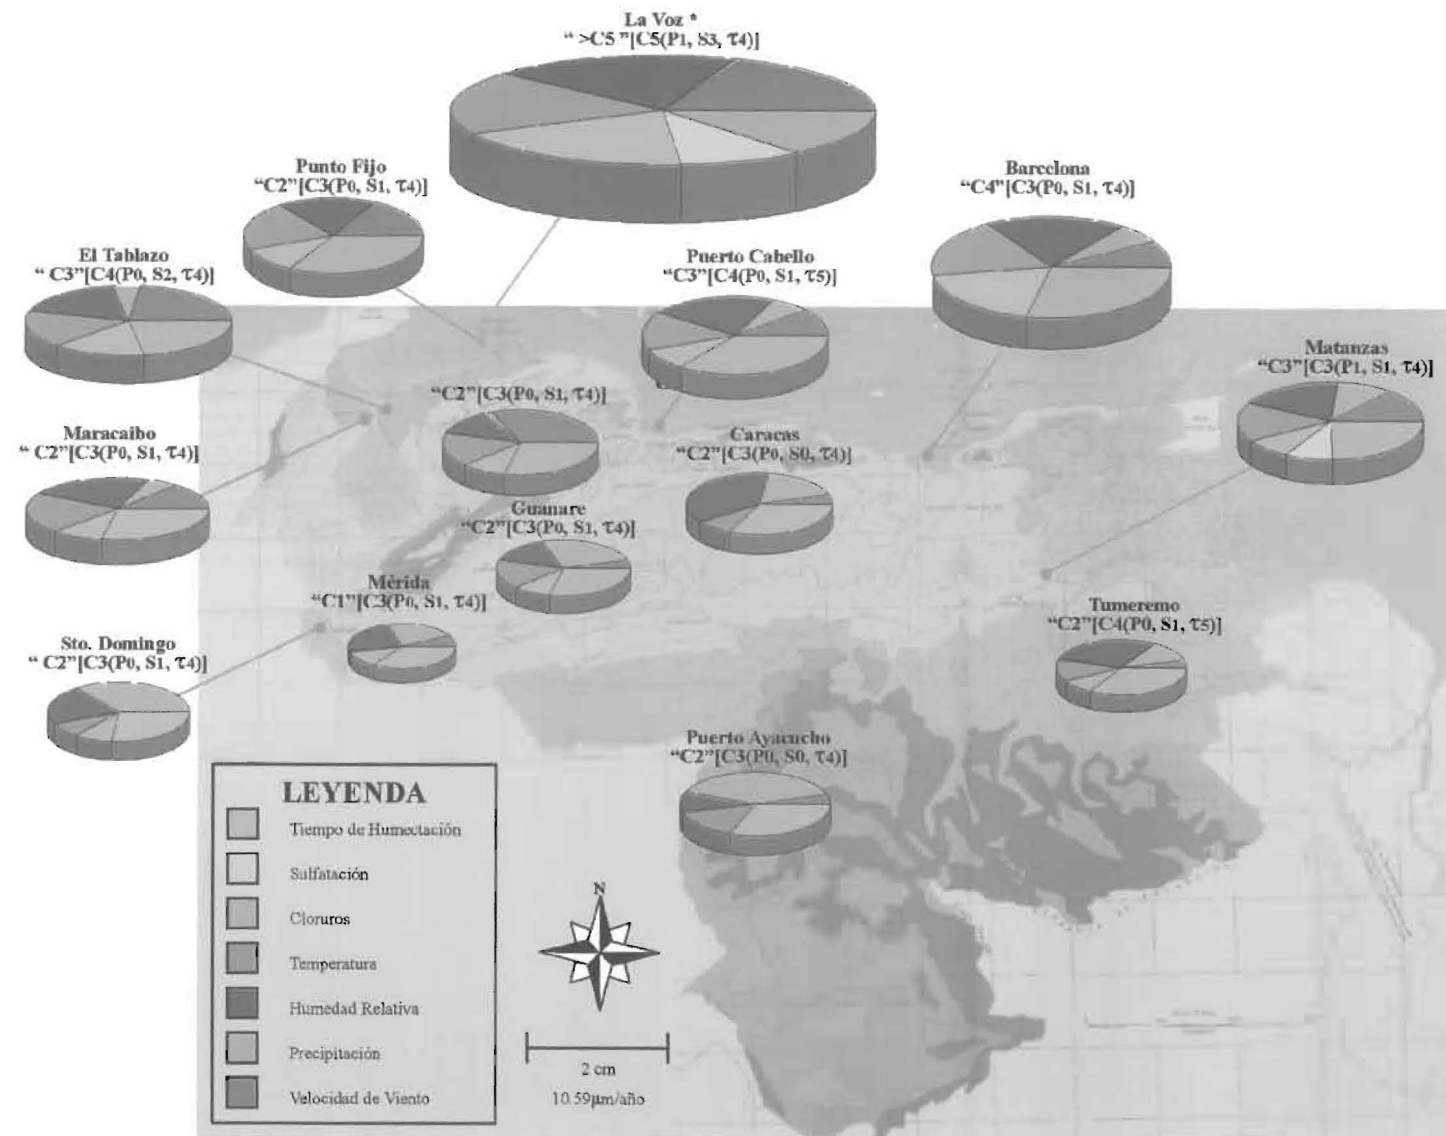 La Voz *
“ >C5 ”[C5(P1, S3, τ4)]
Punto Fijo
“C2”[C3(P0, S1, τ4)]
Barcelona
“C4”[C3(P0, S1, τ4)]
El Tablazo
“ C3”[C4(P0, S2, τ4)]
Puerto Cabello
“C3”[C4(P0, S1, τ5)]
Matanzas
“C3”[C3(P1, S1, τ4)]
“C2”[C3(P0, S1, τ4)]
Maracaibo
“ C2”[C3(P0, S1, τ4)]
Caracas
“C2”[C3(P0, S0, τ4)]
Guanare
“C2”[C3(P0, S1, τ4)]
Mérida
“C1”[C3(P0, S1, τ4)]
Tumeremo
“C2”[C4(P0, S1, τ5)]
Sto. Domingo
“ C2”[C3(P0, S1, τ4)]
Puerto Ayacucho
“C2”[C3(P0, S0, τ4)]
LEYENDA
Tiempo de Humectación
Sulfatación
Cloruros
Temperatura
Humedad Relativa
Precipitación
Velocidad de Viento
N
2 cm
10.59μm/año